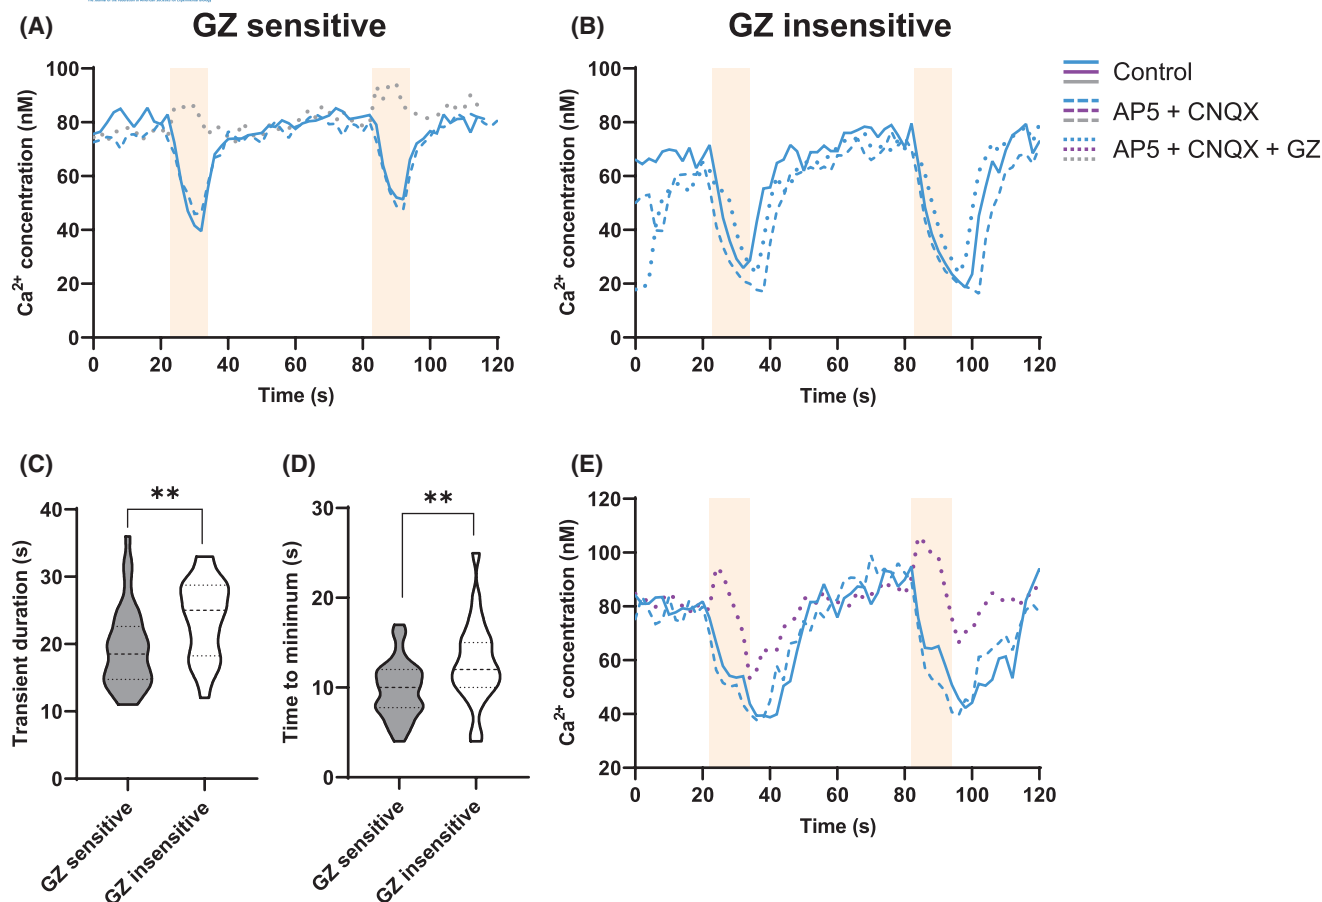 (A)
GZ sensitive
Ca2+ concentration (nM)
100
80
60
40
20
0
0 20 40 60 80 100 120
Time (s)
(B)
GZ insensitive
Ca2+ concentration (nM)
100
80
60
40
20
0
0 20 40 60 80 100 120
Time (s)
Control
AP5 + CNQX
AP5 + CNQX + GZ
(C)
Transient duration (s)
40
30
20
10
0
**
GZ sensitive
GZ insensitive
(D)
Time to minimum (s)
30
20
10
0
**
GZ sensitive
GZ insensitive
(E)
Ca2+ concentration (nM)
120
100
80
60
40
20
0 20 40 60 80 100 120
Time (s)